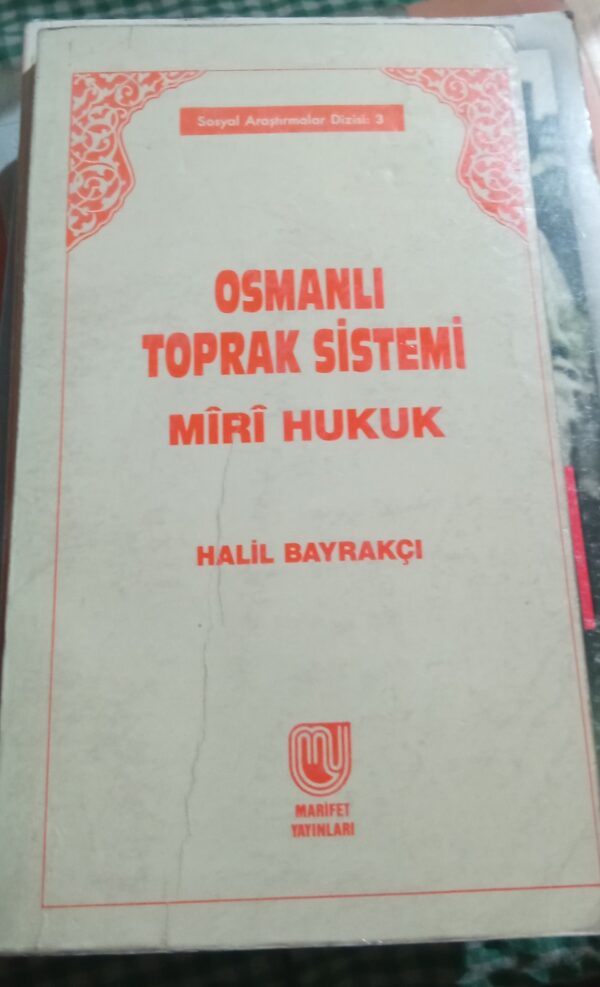 Sosyal Araştırmalar Dizisi: 3
OSMANLI
TOPRAK SİSTEMİ
MÎRÎ HUKUK
HALİL BAYRAKÇI
MARİFET
YAYINLARI